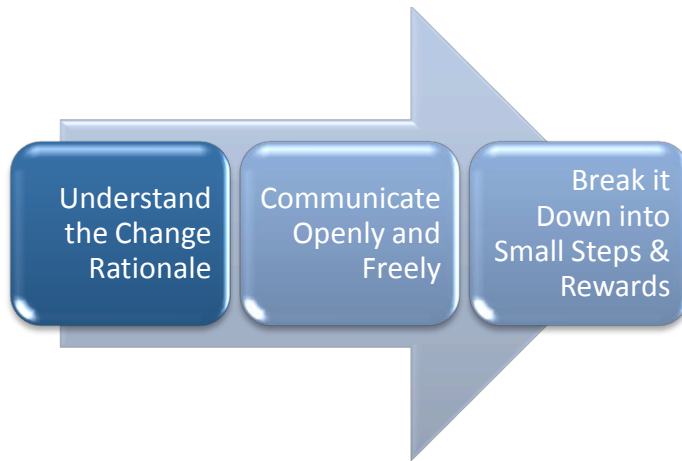 Understand
the Change
Rationale
Communicate
Openly and
Freely
Break it
Down into
Small Steps &
Rewards